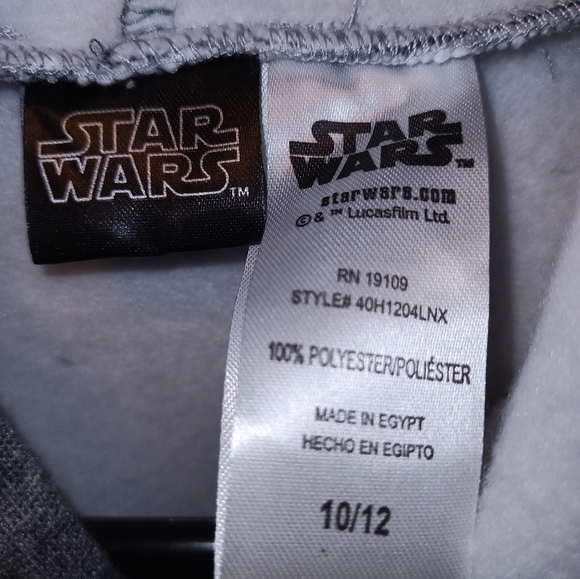 STAR
WARS
TM
STAR
WARS
TM
starwars.com
© & ™ Lucasfilm Ltd.
RN 19109
STYLE# 40H1204LNX
100% POLYESTER/POLIÉSTER
MADE IN EGYPT
HECHO EN EGIPTO
10/12